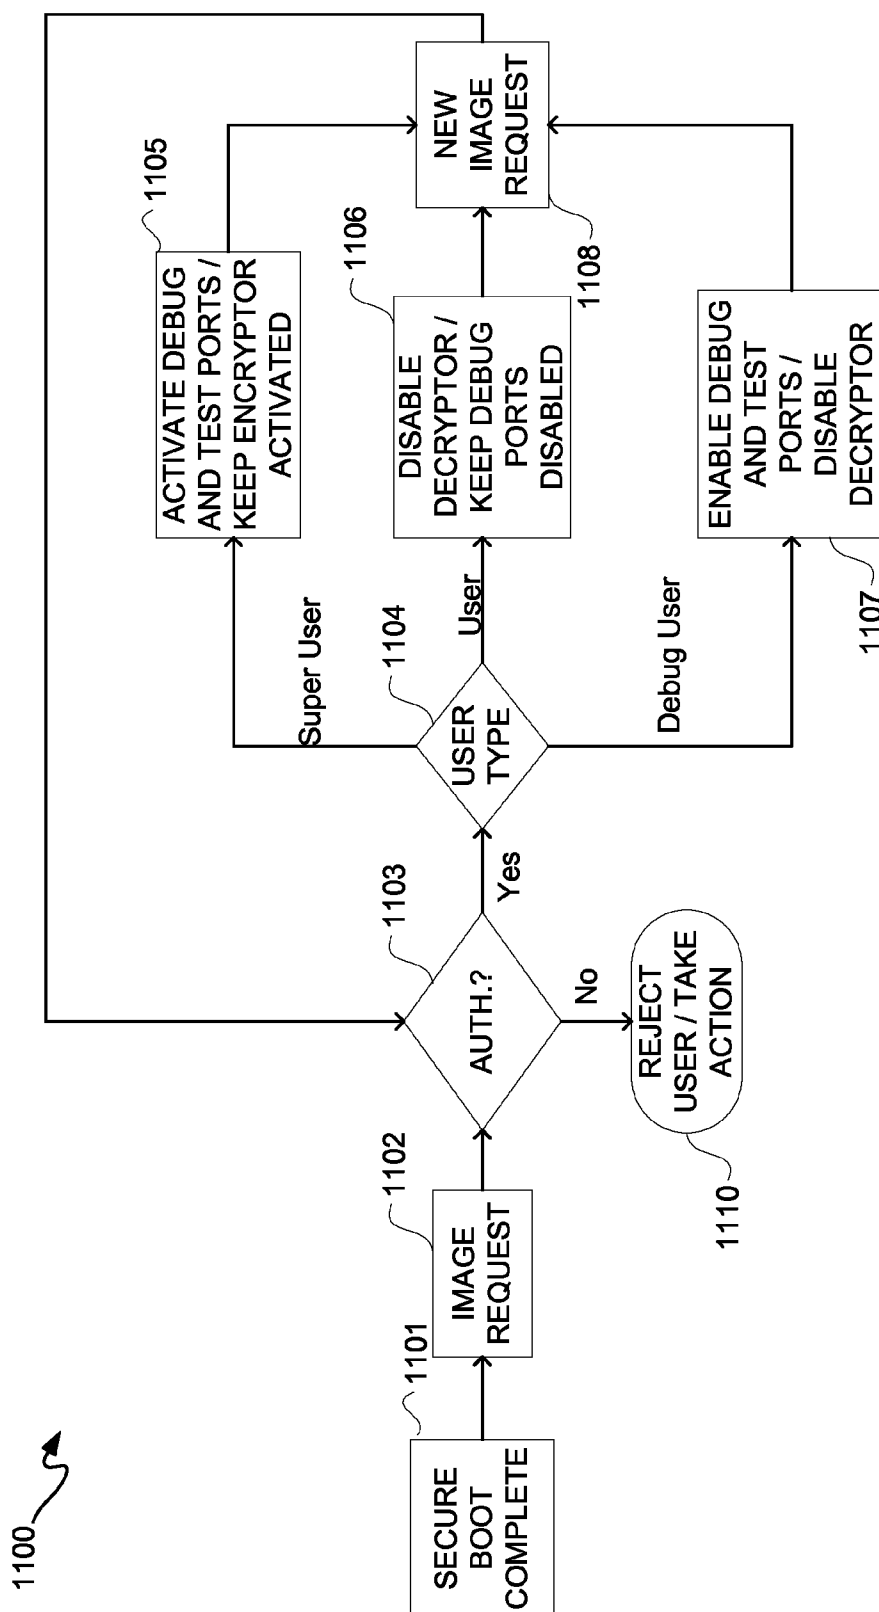 1100
SECURE
BOOT
COMPLETE
1101
IMAGE
REQUEST
1102
AUTH.?
1103
Yes
No
REJECT
USER / TAKE
ACTION
1110
USER
TYPE
1104
Super User
User
Debug User
ACTIVATE DEBUG
AND TEST PORTS /
KEEP ENCRYPTOR
ACTIVATED
1105
DISABLE
DECRYPTOR /
KEEP DEBUG
PORTS
DISABLED
1106
ENABLE DEBUG
AND TEST
PORTS /
DISABLE
DECRYPTOR
1107
NEW
IMAGE
REQUEST
1108